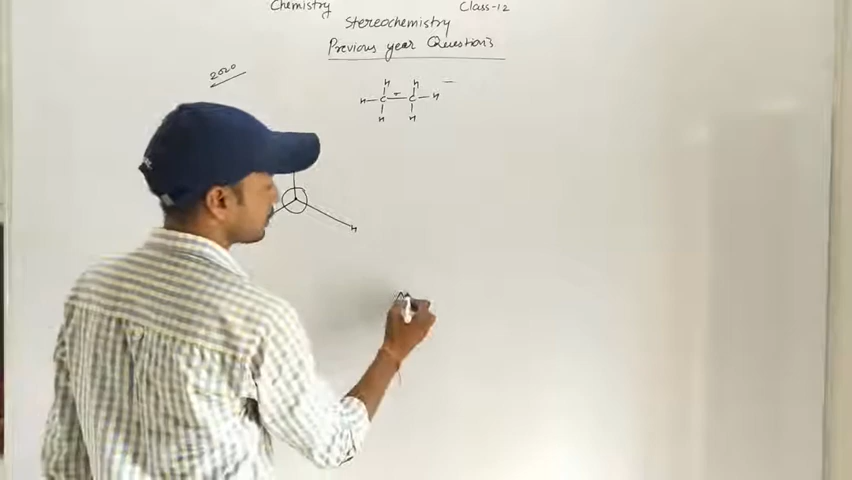 Chemistry Class-12
Stereochemistry
Previous year Questions
2020
H H
H-C-C-H
H H
H